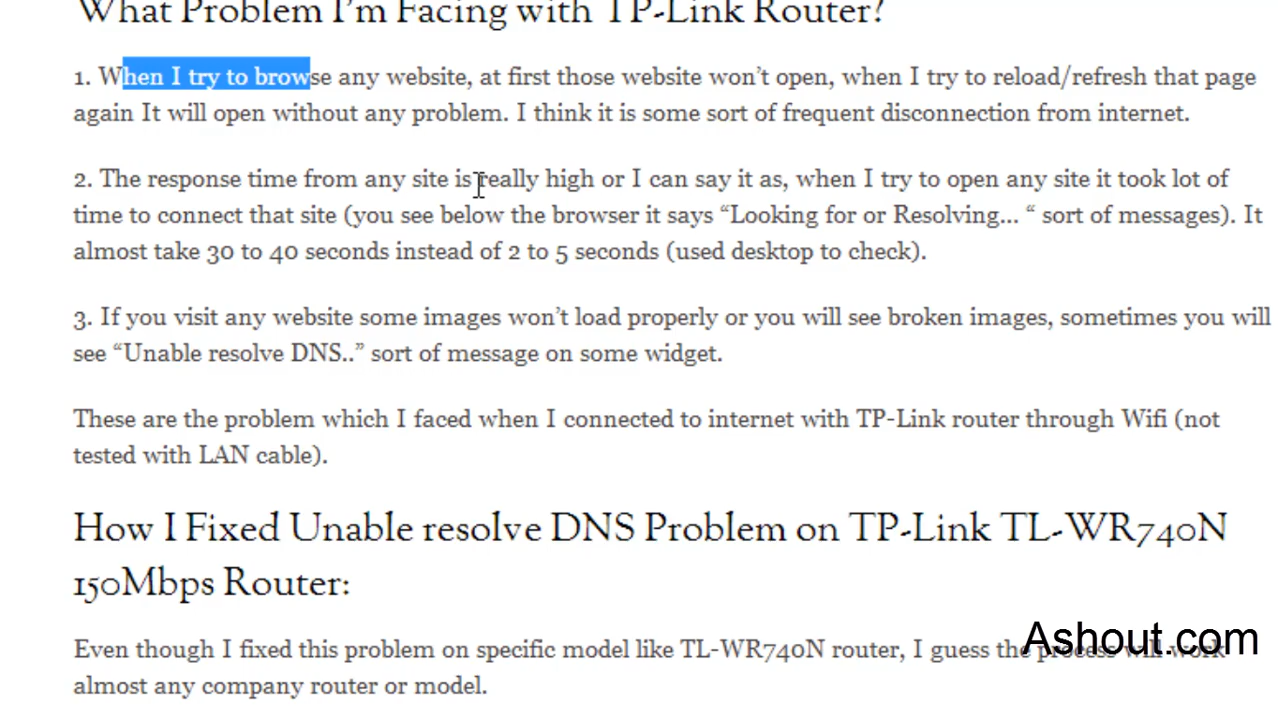 What Problem I'm Facing with TP-Link Router?
1. When I try to browse any website, at first those website won't open, when I try to reload/refresh that page
again It will open without any problem. I think it is some sort of frequent disconnection from internet.
2. The response time from any site is really high or I can say it as, when I try to open any site it took lot of
time to connect that site (you see below the browser it says “Looking for or Resolving... “ sort of messages). It
almost take 30 to 40 seconds instead of 2 to 5 seconds (used desktop to check).
3. If you visit any website some images won't load properly or you will see broken images, sometimes you will
see “Unable resolve DNS..” sort of message on some widget.
These are the problem which I faced when I connected to internet with TP-Link router through Wifi (not
tested with LAN cable).
How I Fixed Unable resolve DNS Problem on TP-Link TL-WR740N
150Mbps Router:
Even though I fixed this problem on specific model like TL-WR740N router, I guess the process will work
almost any company router or model.
Ashout.com